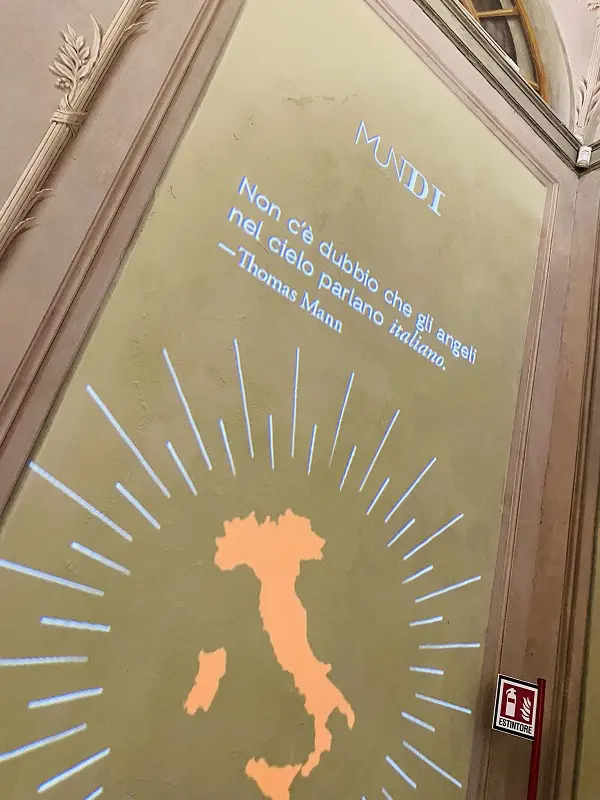 MUNDI
Non c'è dubbio che gli angeli
nel cielo parlano italiano.
—Thomas Mann
ESTINTORE